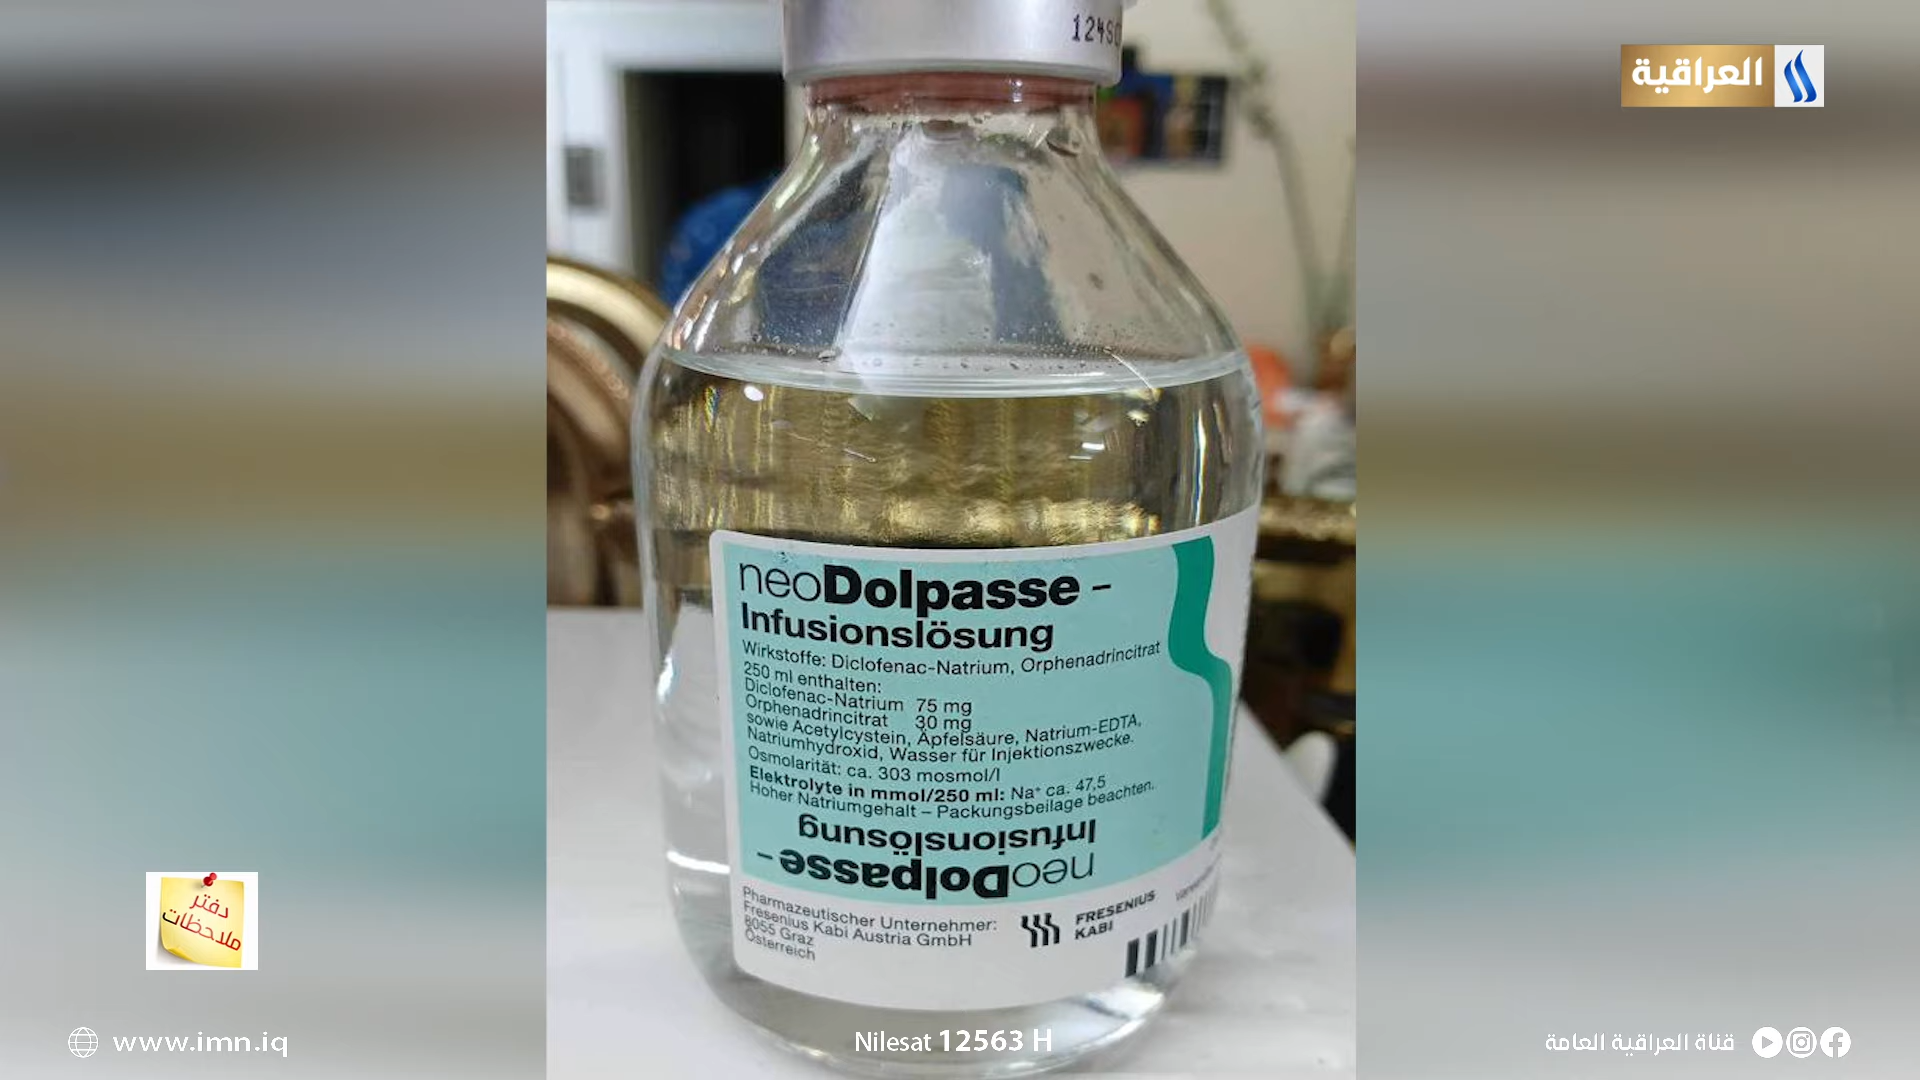 124S
العراقية
neoDolpasse –
Infusionslösung
Wirkstoffe: Diclofenac-Natrium, Orphenadrincitrat
250 ml enthalten:
Diclofenac-Natrium 75 mg
Orphenadrincitrat 30 mg
sowie Acetylcystein, Äpfelsäure, Natrium-EDTA,
Natriumhydroxid, Wasser für Injektionszwecke.
Osmolarität: ca. 303 mosmol/l
Elektrolyte in mmol/250 ml: Na⁺ ca. 47,5
Hoher Natriumgehalt – Packungsbeilage beachten.
neoDolpasse –
Infusionslösung
Pharmazeutischer Unternehmer:
Fresenius Kabi Austria GmbH
8055 Graz
Österreich
FRESENIUS
KABI
دفتر
ملاحظات
www.imn.iq
Nilesat 12563 H
قناة العراقية العامة